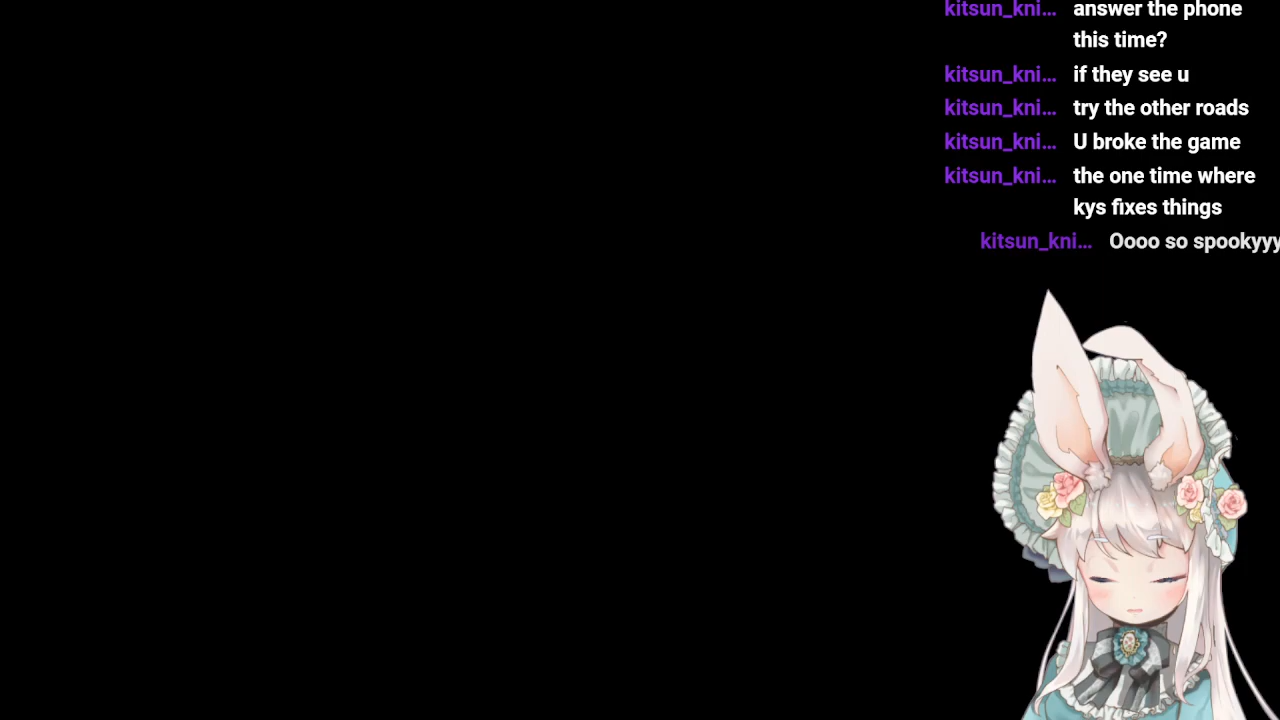 kitsun_kni... answer the phone
this time?
kitsun_kni... if they see u
kitsun_kni... try the other roads
kitsun_kni... U broke the game
kitsun_kni... the one time where
kys fixes things
kitsun_kni... Oooo so spookyyy